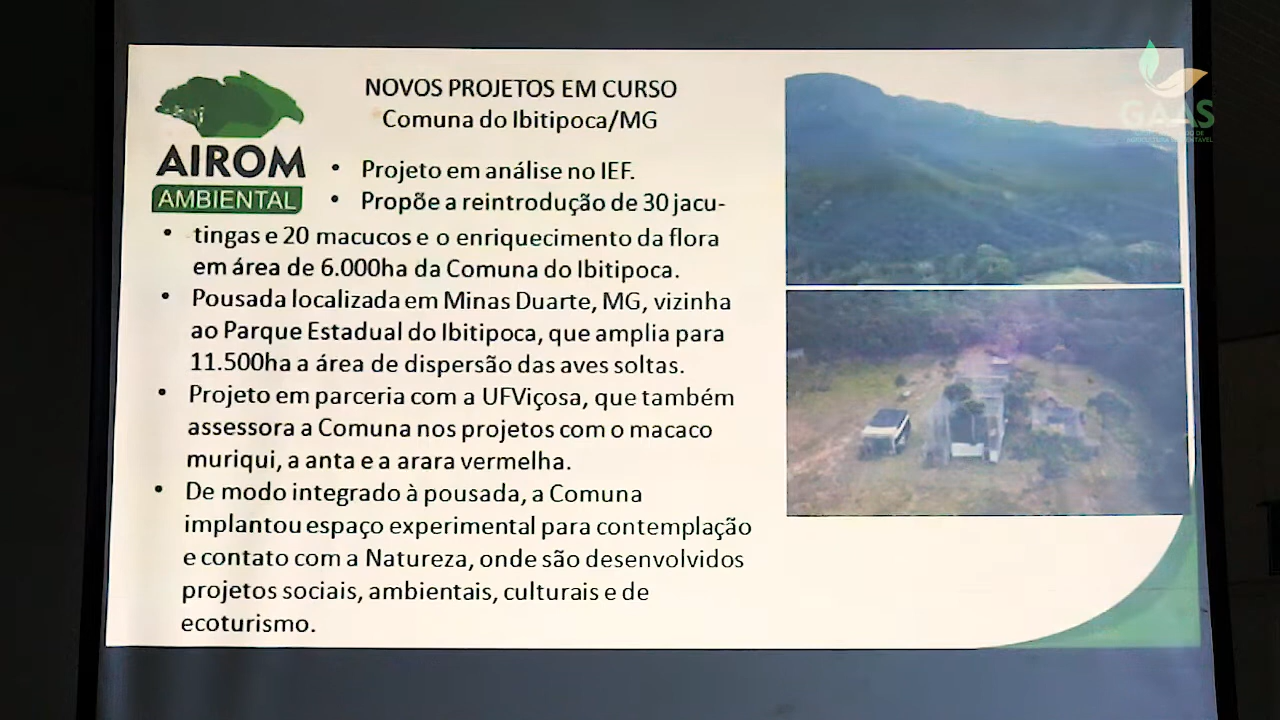 NOVOS PROJETOS EM CURSO
Comuna do Ibitipoca/MG
AIROM
AMBIENTAL
• Projeto em análise no IEF.
• Propõe a reintrodução de 30 jacu-
• tingas e 20 macucos e o enriquecimento da flora
em área de 6.000ha da Comuna do Ibitipoca.
• Pousada localizada em Minas Duarte, MG, vizinha
ao Parque Estadual do Ibitipoca, que amplia para
11.500ha a área de dispersão das aves soltas.
• Projeto em parceria com a UFViçosa, que também
assessora a Comuna nos projetos com o macaco
muriqui, a anta e a arara vermelha.
• De modo integrado à pousada, a Comuna
implantou espaço experimental para contemplação
e contato com a Natureza, onde são desenvolvidos
projetos sociais, ambientais, culturais e de
ecoturismo.
GAAS